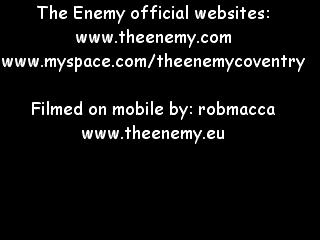 The Enemy official websites:
www.theenemy.com
www.myspace.com/theenemycoventry
Filmed on mobile by: robmacca
www.theenemy.eu